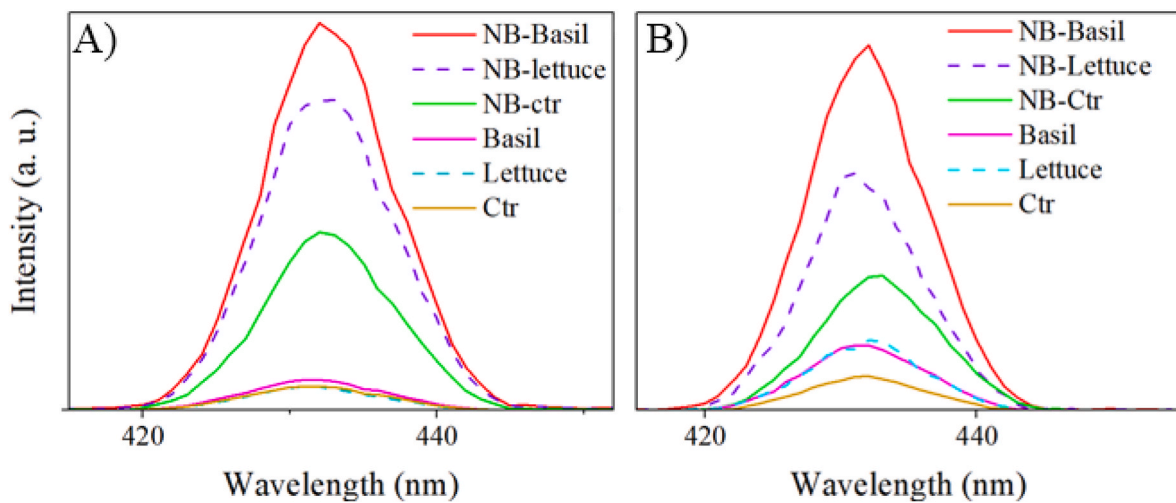 A)
NB-Basil
NB-lettuce
NB-ctr
Basil
Lettuce
Ctr
Intensity (a. u.)
420
440
Wavelength (nm)
B)
NB-Basil
NB-Lettuce
NB-Ctr
Basil
Lettuce
Ctr
420
440
Wavelength (nm)